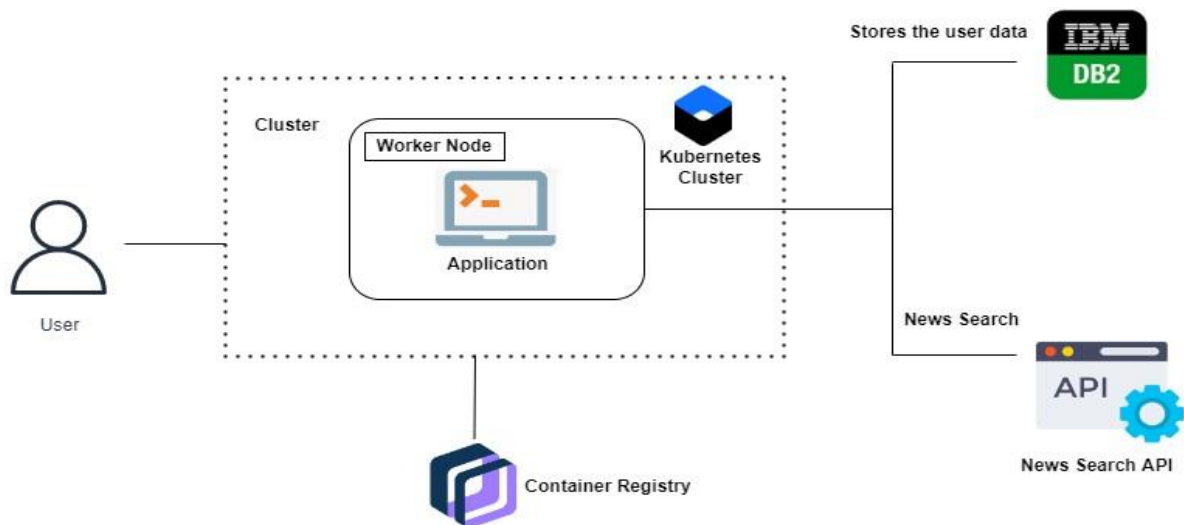 Stores the user data
IBM
DB2
Cluster
Worker Node
Kubernetes
Cluster
Application
User
News Search
API
News Search API
Container Registry